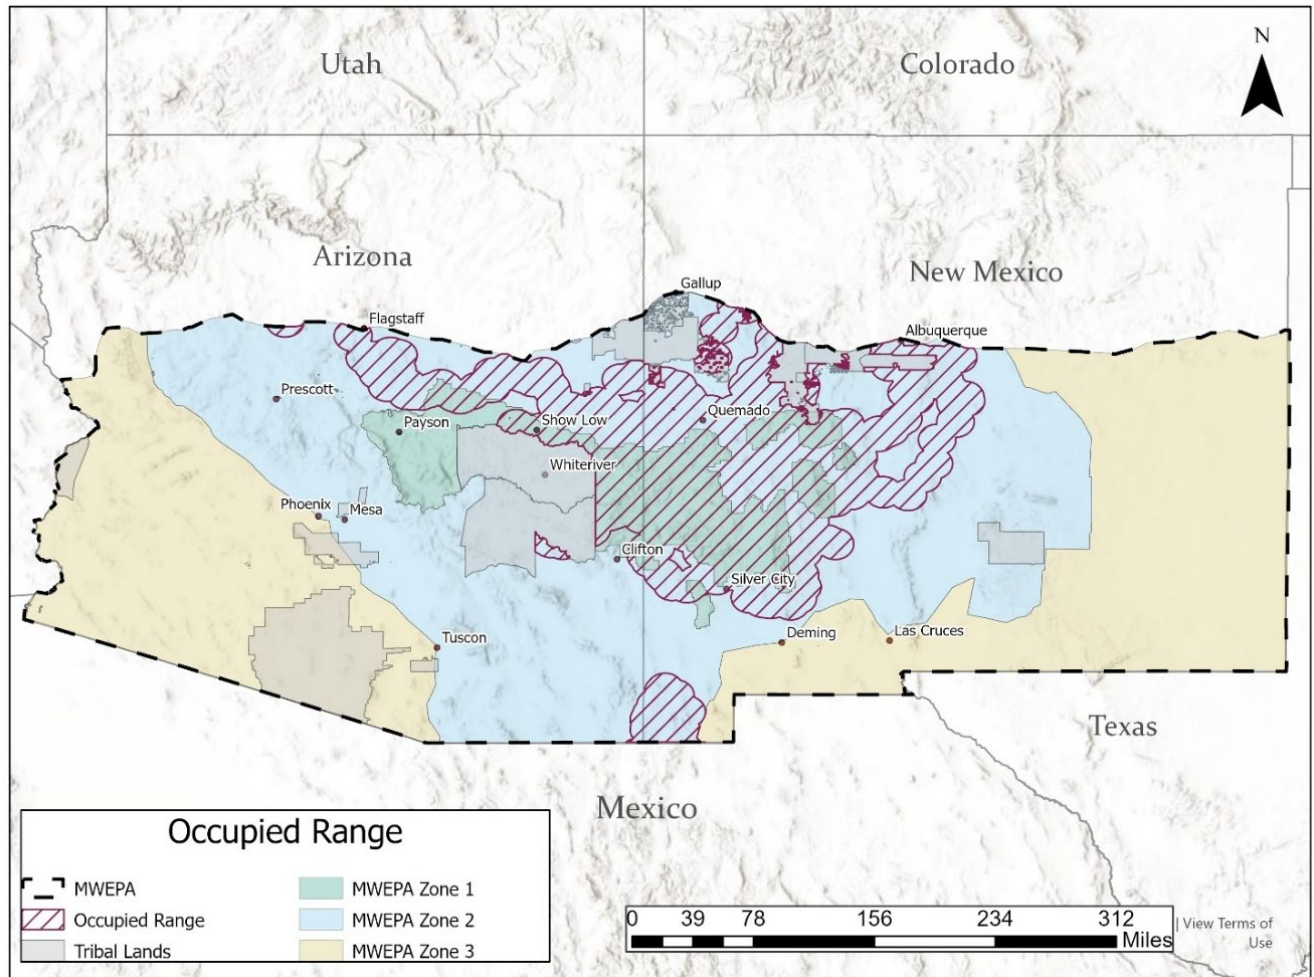 Utah
Colorado
N
Arizona
New Mexico
Gallup
Flagstaff
Albuquerque
Prescott
Payson
Show Low
Quemado
Whiteriver
Phoenix
Mesa
Clifton
Silver City
Tuscon
Deming
Las Cruces
Texas
Mexico
Occupied Range
MWEPA
Occupied Range
Tribal Lands
MWEPA Zone 1
MWEPA Zone 2
MWEPA Zone 3
0 39 78 156 234 312
Miles
| View Terms of
Use